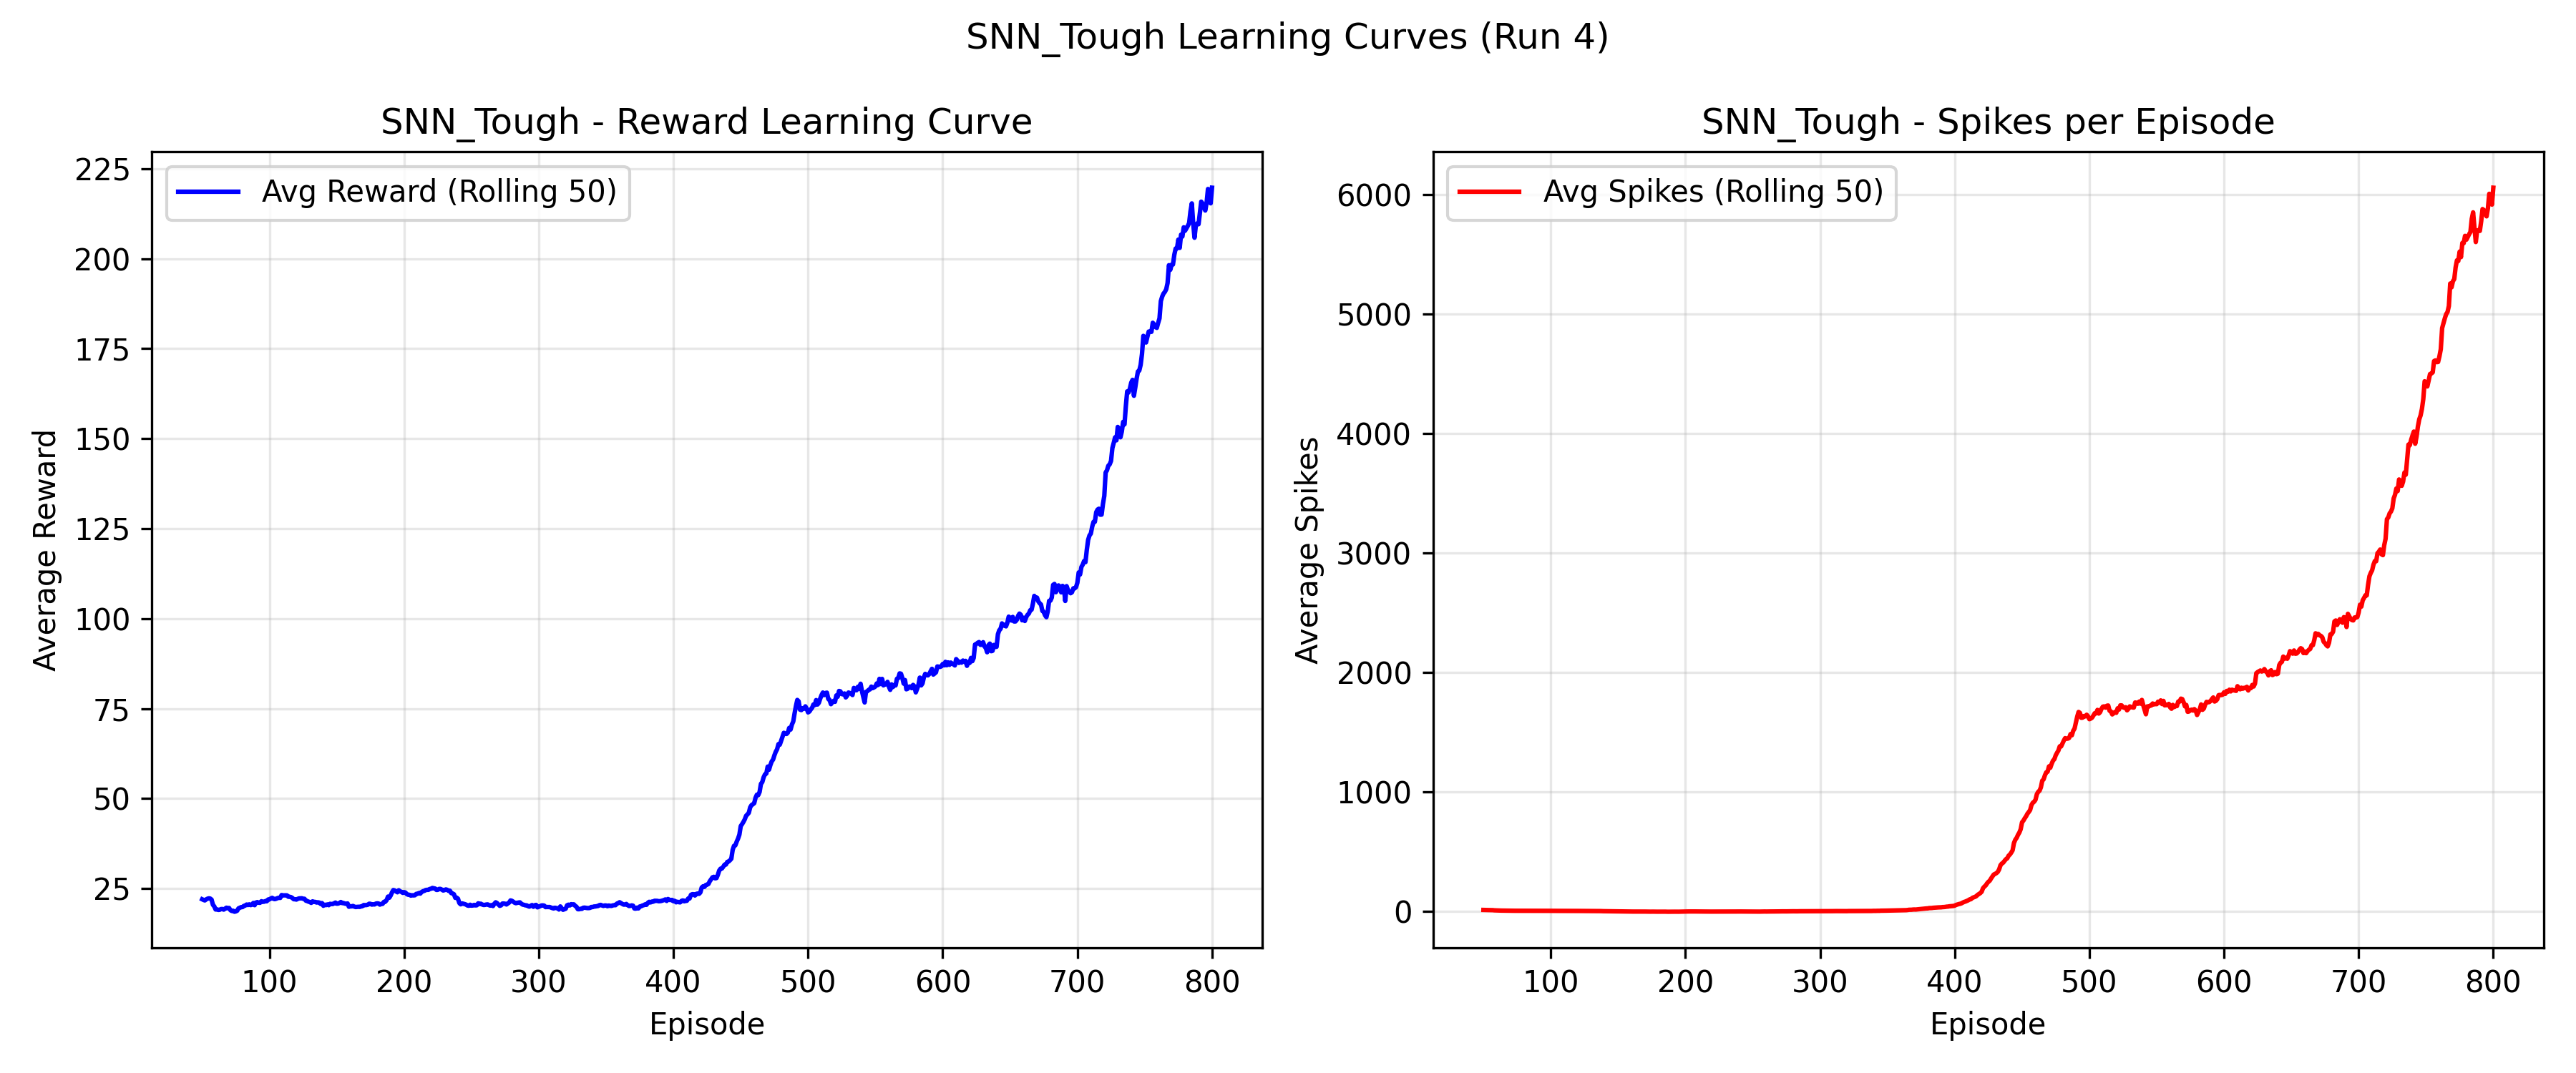 SNN_Tough Learning Curves (Run 4)
SNN_Tough - Reward Learning Curve
Avg Reward (Rolling 50)
Average Reward
225
200
175
150
125
100
75
50
25
100 200 300 400 500 600 700 800
Episode
SNN_Tough - Spikes per Episode
Avg Spikes (Rolling 50)
Average Spikes
6000
5000
4000
3000
2000
1000
0
100 200 300 400 500 600 700 800
Episode